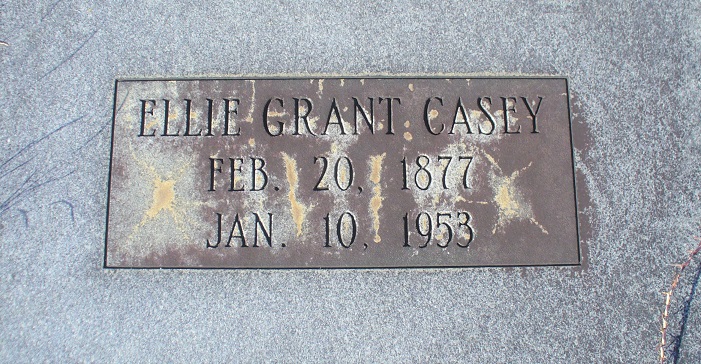 ELLIE GRANT CASEY
FEB. 20, 1877
JAN. 10, 1953